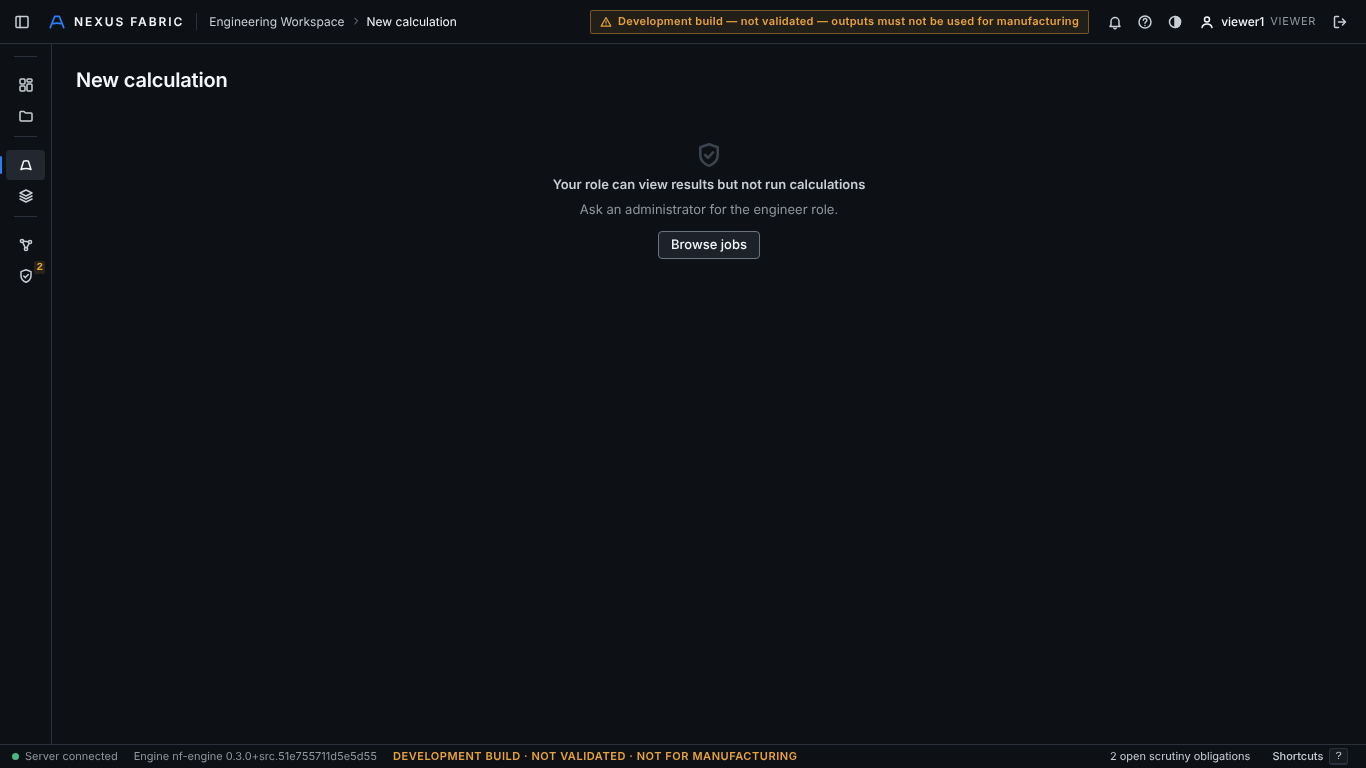 NEXUS FABRIC
Engineering Workspace > New calculation
Development build — not validated — outputs must not be used for manufacturing
viewer1 VIEWER
New calculation
Your role can view results but not run calculations
Ask an administrator for the engineer role.
Browse jobs
2
Server connected
Engine nf-engine 0.3.0+src.51e755711d5e5d55
DEVELOPMENT BUILD · NOT VALIDATED · NOT FOR MANUFACTURING
2 open scrutiny obligations
Shortcuts ?